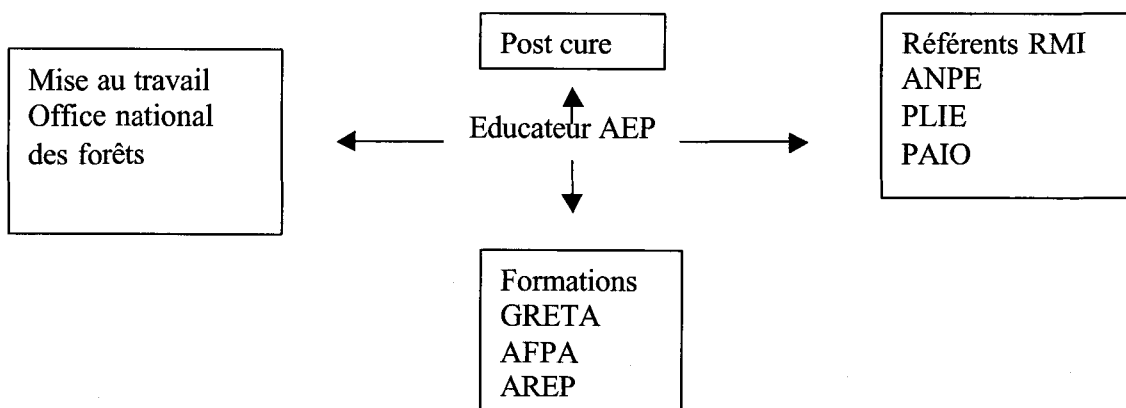 Post cure
Mise au travail
Office national
des forêts
Educateur AEP
Référents RMI
ANPE
PLIE
PAIO
Formations
GRETA
AFPA
AREP